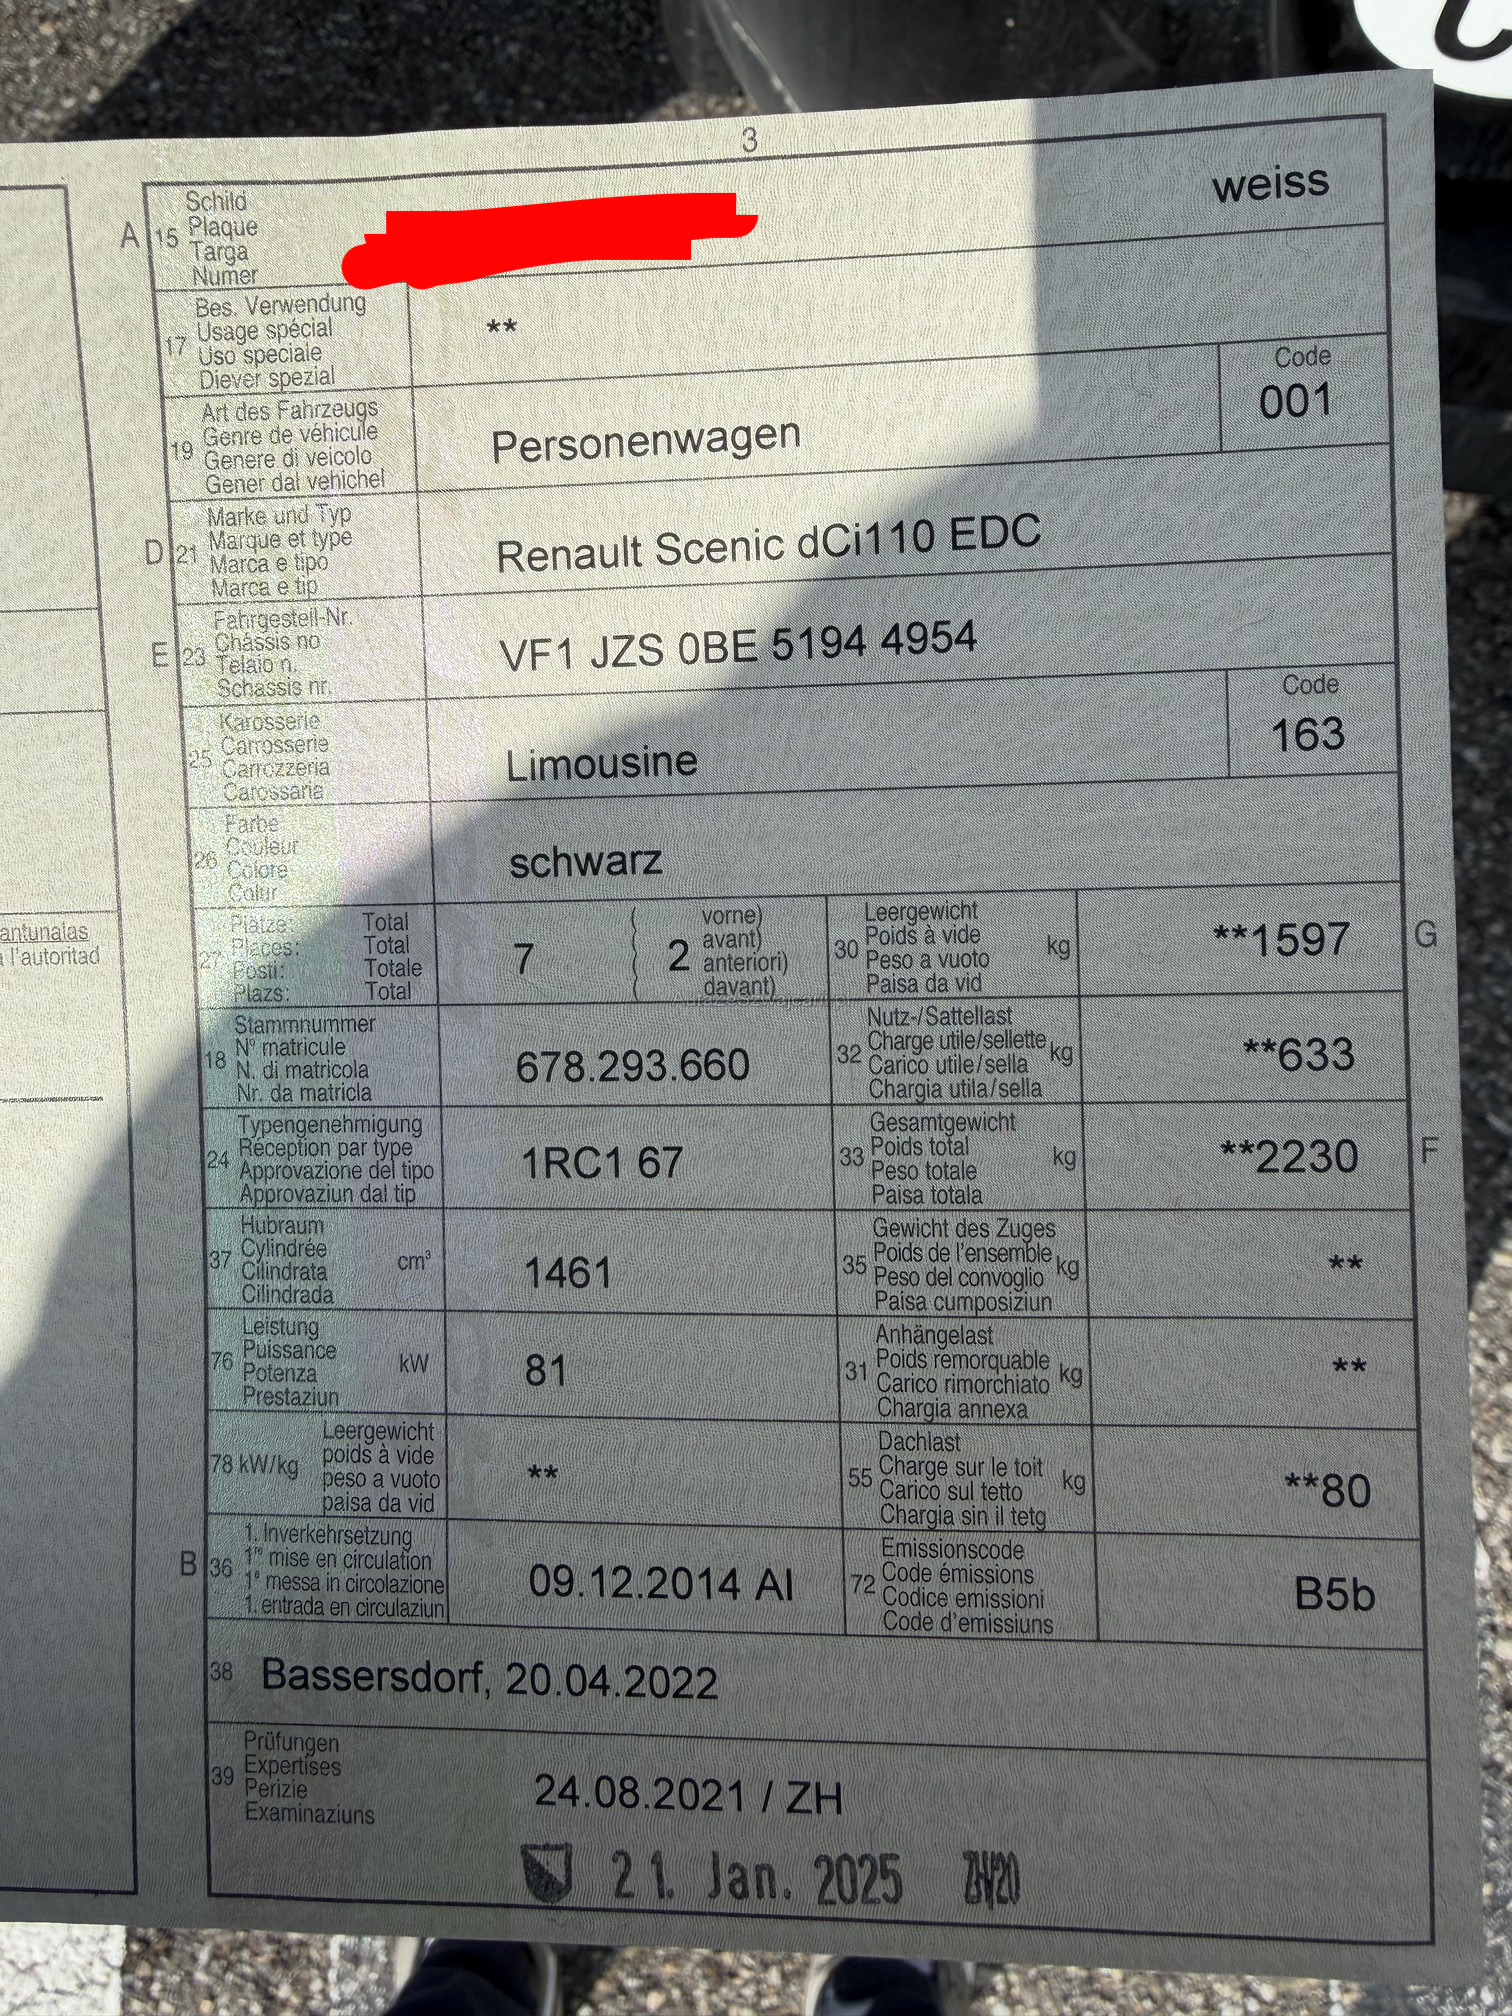 3
A 15 Schild
Plaque
Targa
Numer
weiss
17 Bes. Verwendung
Usage spécial
Uso speciale
Diever spezial
**
19 Art des Fahrzeugs
Genre de véhicule
Genere di veicolo
Gener dal vehichel
Personenwagen
Code
001
D 21 Marke und Typ
Marque et type
Marca e tipo
Marca e tip
Renault Scenic dCi110 EDC
E 23 Fahrgestell-Nr.
Châssis no
Telaio n.
Schassis nr.
VF1 JZS 0BE 5194 4954
25 Karosserie
Carrosserie
Carrozzeria
Carossaria
Limousine
Code
163
26 Farbe
Couleur
Colore
Colur
schwarz
27 Plätze: Total
Places: Total
Posti: Totale
Plazs: Total
7
2
vorne)
avant)
anteriori)
davant)
30 Leergewicht
Poids à vide
Peso a vuoto
Paisa da vid
kg
**1597
G
antunalas
l'autoritad
18 Stammnummer
N° matricule
N. di matricola
Nr. da matricla
678.293.660
32 Nutz-/Sattellast
Charge utile/sellette
Carico utile/sella
Chargia utila/sella
kg
**633
24 Typengenehmigung
Réception par type
Approvazione del tipo
Approvaziun dal tip
1RC1 67
33 Gesamtgewicht
Poids total
Peso totale
Paisa totala
kg
**2230
F
37 Hubraum
Cylindrée
Cilindrata
Cilindrada
cm³
1461
35 Gewicht des Zuges
Poids de l'ensemble
Peso del convoglio
Paisa cumposiziun
kg
**
76 Leistung
Puissance
Potenza
Prestaziun
kW
81
31 Anhängelast
Poids remorquable
Carico rimorchiato
Chargia annexa
kg
**
78 kW/kg Leergewicht
poids à vide
peso a vuoto
paisa da vid
**
55 Dachlast
Charge sur le toit
Carico sul tetto
Chargia sin il tetg
kg
**80
B 36 1. Inverkehrsetzung
1re mise en circulation
1a messa in circolazione
1. entrada en circulaziun
09.12.2014 AI
72 Emissionscode
Code émissions
Codice emissioni
Code d'emissiuns
B5b
38 Bassersdorf, 20.04.2022
39 Prüfungen
Expertises
Perizie
Examinaziuns
24.08.2021 / ZH
21. Jan. 2025